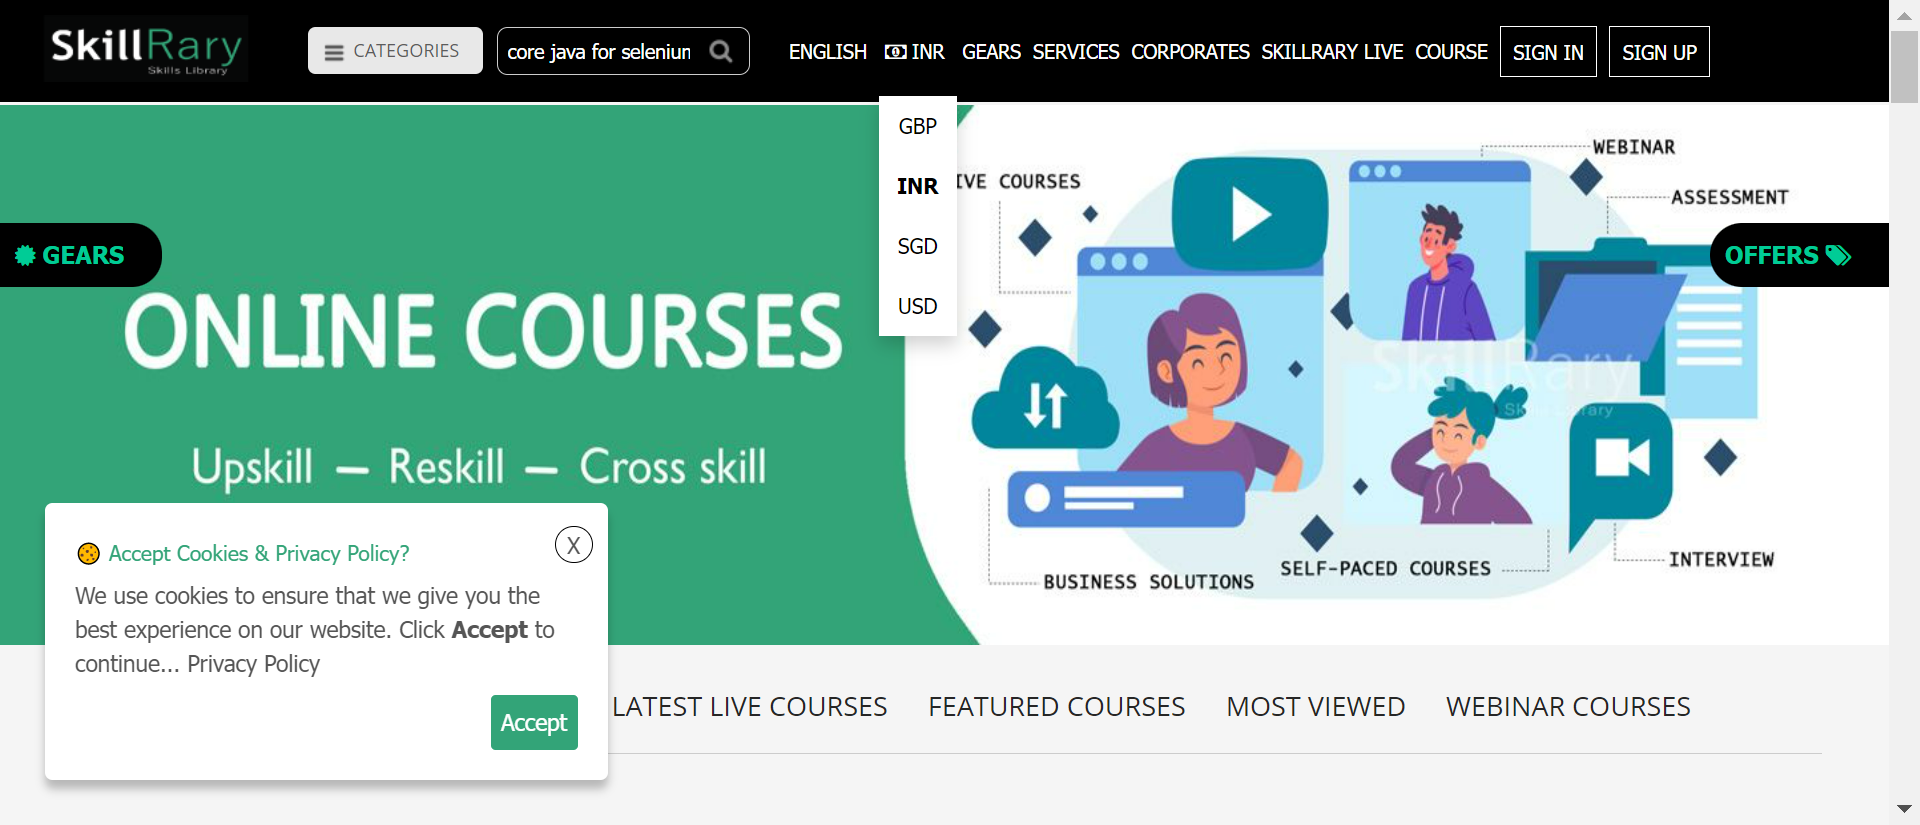 SkillRary
Skills Library
CATEGORIES
core java for seleniun
ENGLISH
INR
GEARS
SERVICES
CORPORATES
SKILLRARY LIVE
COURSE
SIGN IN
SIGN UP
GBP
INR
SGD
USD
GEARS
OFFERS
ONLINE COURSES
Upskill — Reskill — Cross skill
IVE COURSES
WEBINAR
ASSESSMENT
SkillRary
Skills Library
INTERVIEW
SELF-PACED COURSES
BUSINESS SOLUTIONS
Accept Cookies & Privacy Policy?
X
We use cookies to ensure that we give you the
best experience on our website. Click Accept to
continue... Privacy Policy
Accept
LATEST LIVE COURSES
FEATURED COURSES
MOST VIEWED
WEBINAR COURSES